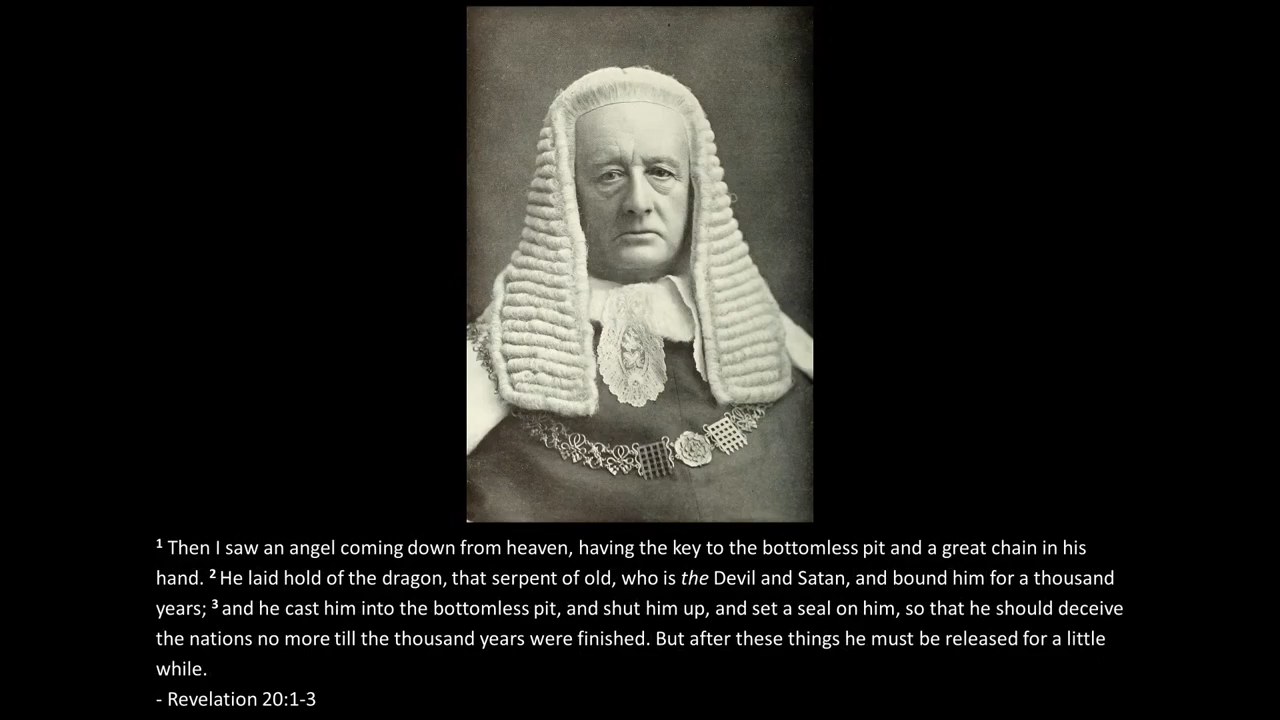 1 Then I saw an angel coming down from heaven, having the key to the bottomless pit and a great chain in his
hand. 2 He laid hold of the dragon, that serpent of old, who is the Devil and Satan, and bound him for a thousand
years; 3 and he cast him into the bottomless pit, and shut him up, and set a seal on him, so that he should deceive
the nations no more till the thousand years were finished. But after these things he must be released for a little
while.
- Revelation 20:1-3